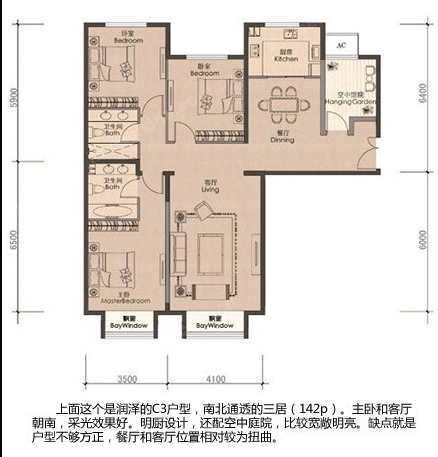 卧室
Bedroom
卧室
Bedroom
厨房
Kitchen
AC
空中馆院
HangingGarden
餐厅
Dinning
卫生间
Bath
卫生间
Bath
客厅
Living
主卧
MasterBedroom
飘窗
BayWindow
飘窗
BayWindow
5900
6500
6400
6000
3500
4100
上面这个是润泽的C3户型，南北通透的三居（142p）。主卧和客厅
朝南，采光效果好。明厨设计，还配空中庭院，比较宽敞明亮。缺点就是
户型不够方正，餐厅和客厅位置相对较为扭曲。